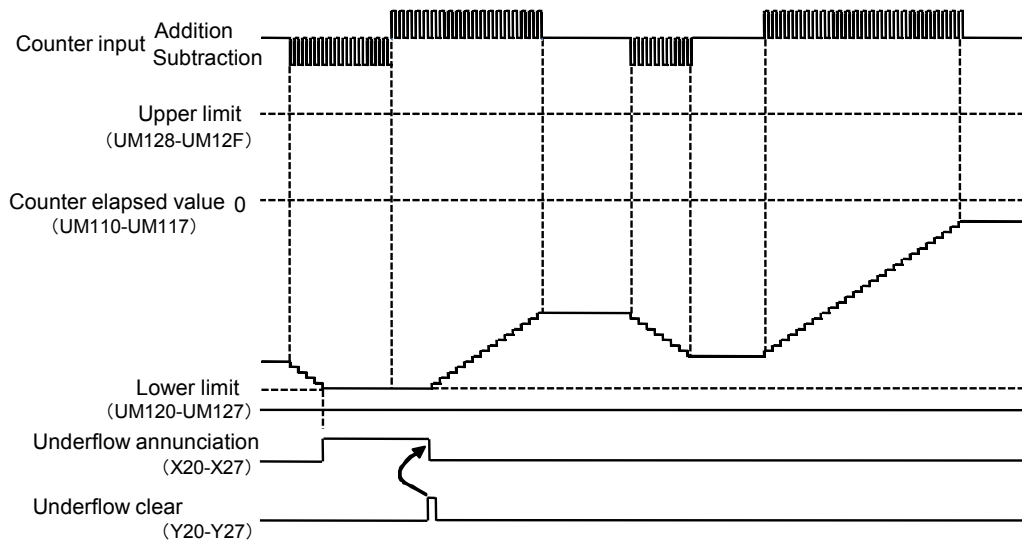 Counter input Addition
Subtraction
Upper limit
（UM128-UM12F）
Counter elapsed value 0
（UM110-UM117）
Lower limit
（UM120-UM127）
Underflow annunciation
（X20-X27）
Underflow clear
（Y20-Y27）